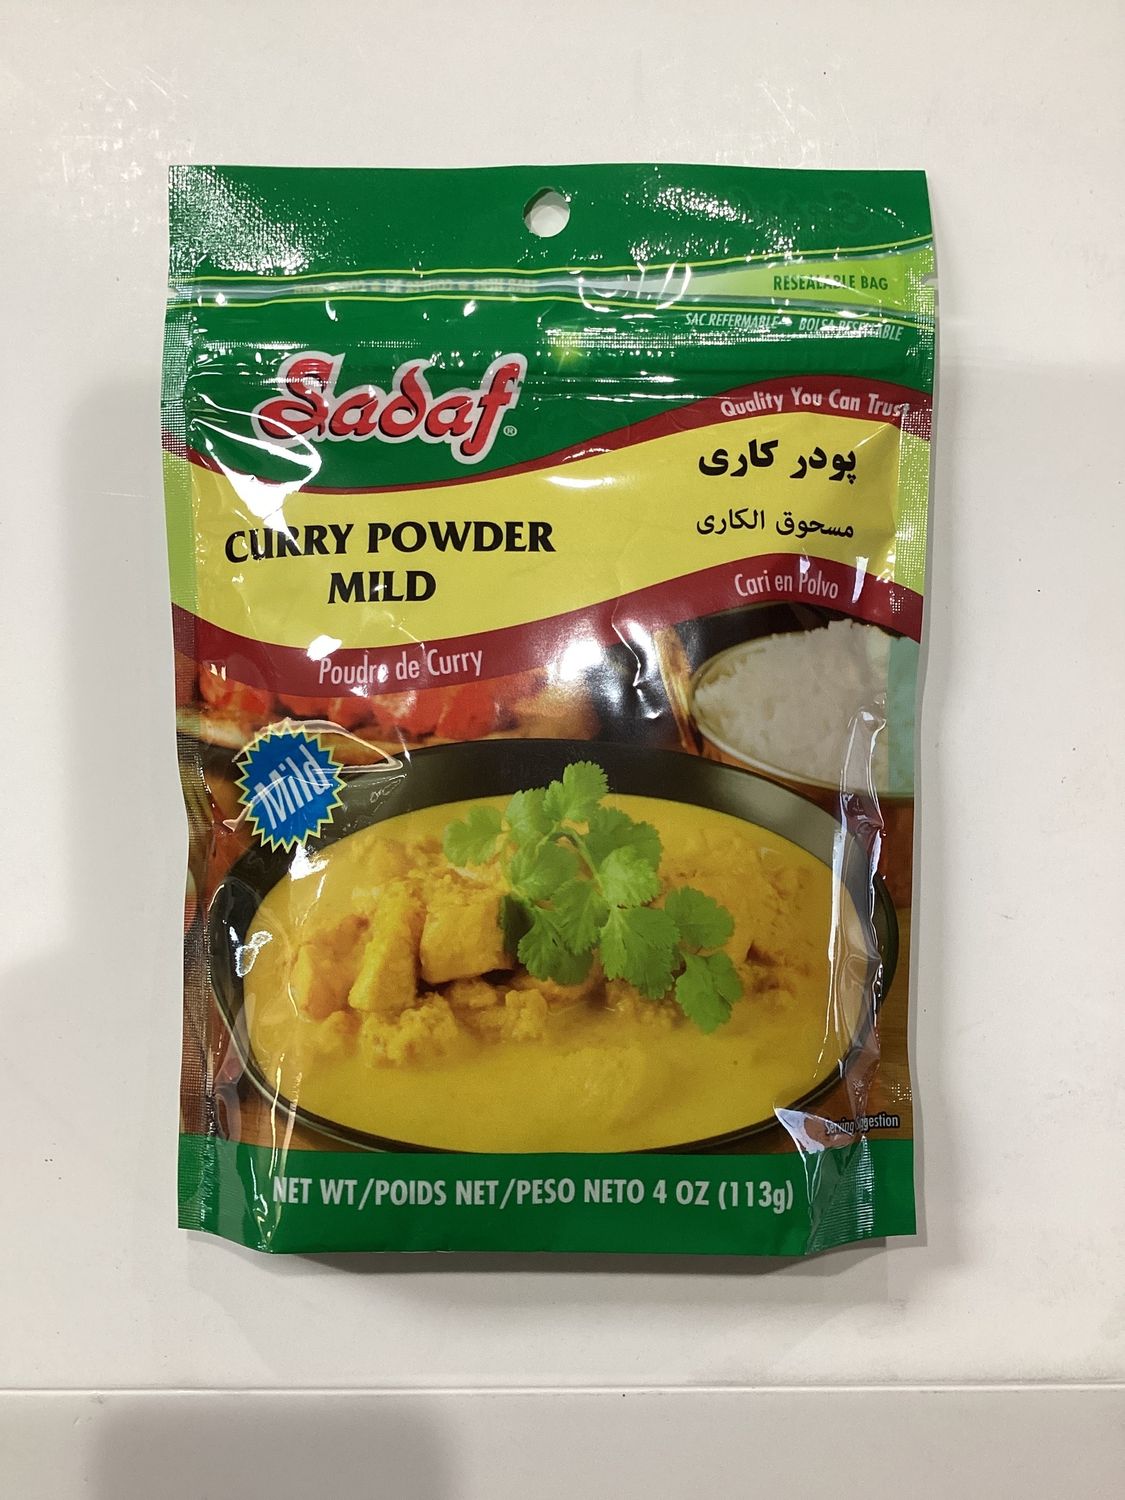 RESEALABLE BAG
SAC REFERMABLE BOLSA RESELLABLE
Sadaf®
Quality You Can Trust
پودر کاری
مسحوق الکاری
CURRY POWDER
MILD
Cari en Polvo
Poudre de Curry
Mild
Serving Suggestion
NET WT/POIDS NET/PESO NETO 4 OZ (113g)